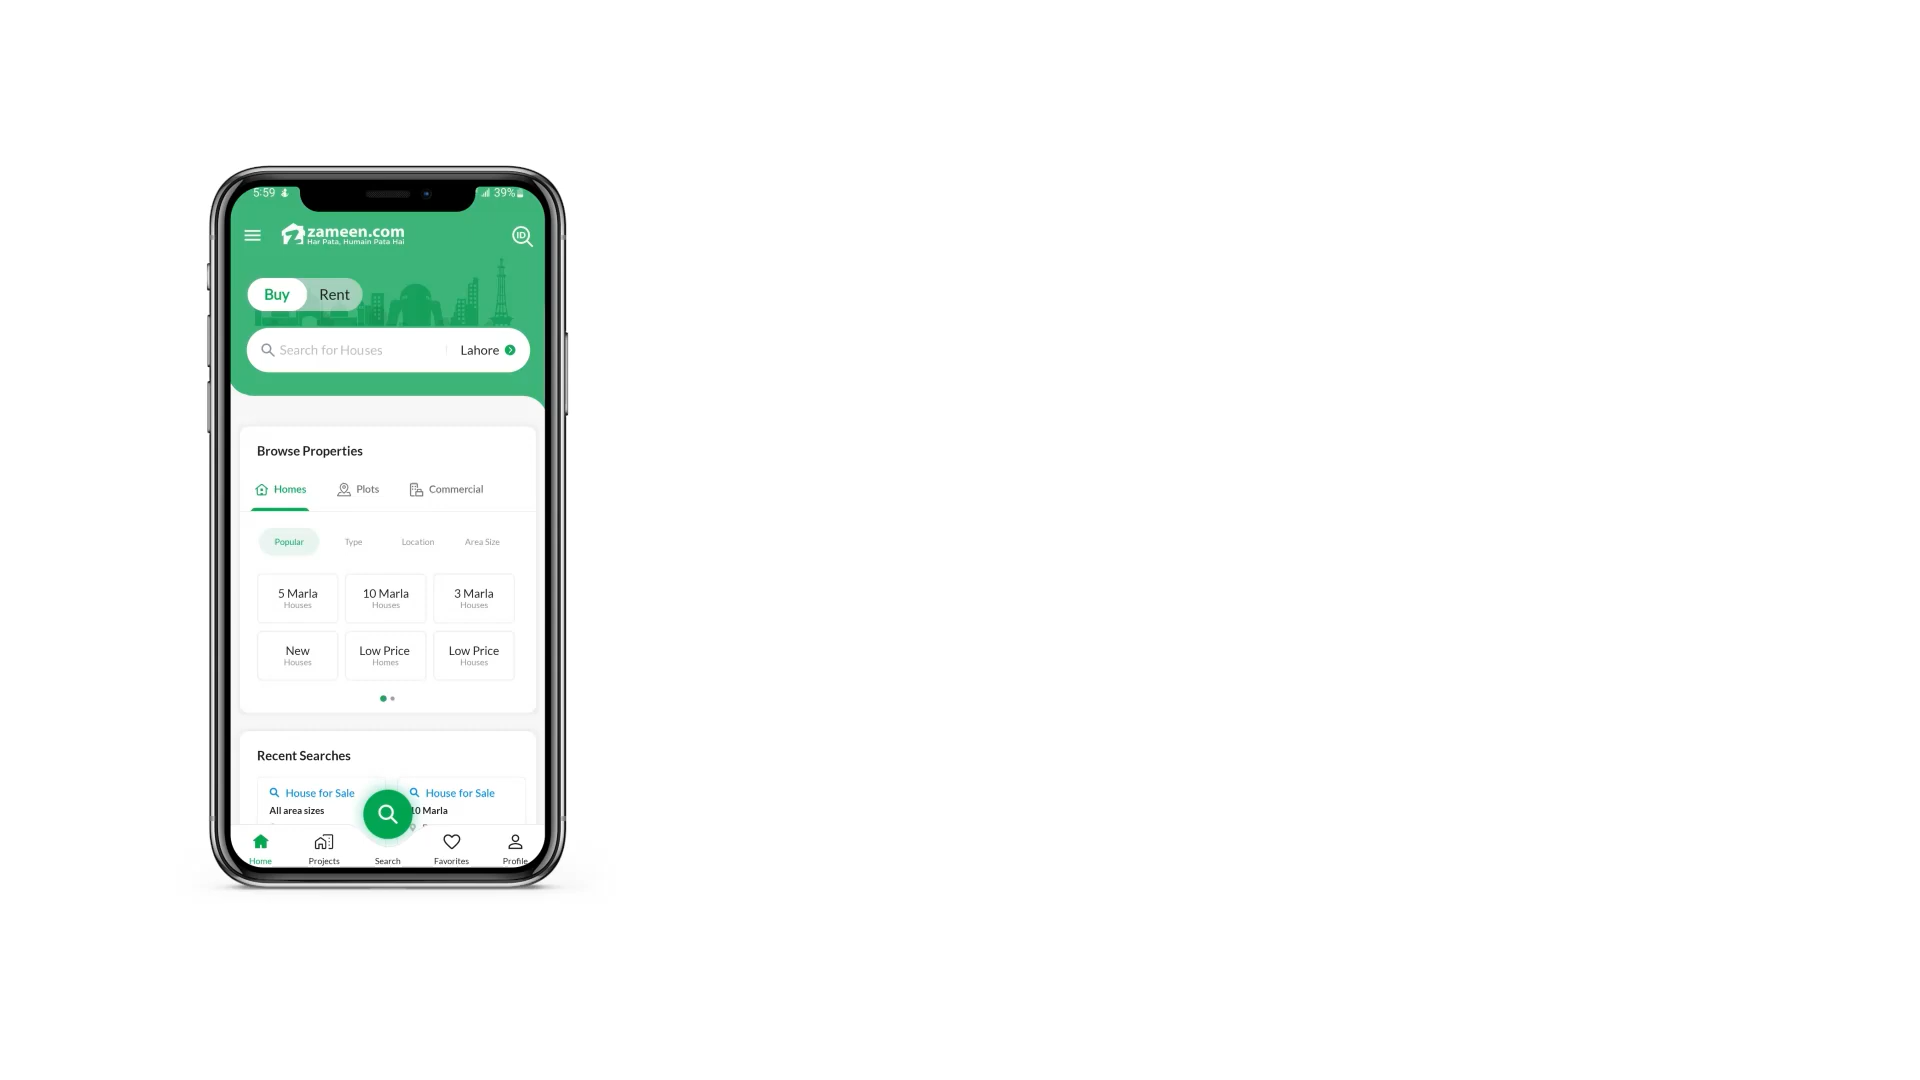 5:59
39%
zameen.com
Har Pata, Humain Pata Hai
ID
Buy Rent
Search for Houses Lahore
Browse Properties
Homes Plots Commercial
Popular Type Location Area Size
5 Marla 10 Marla 3 Marla
Houses Houses Houses
New Low Price Low Price
Houses Homes Houses
Recent Searches
House for Sale House for Sale
All area sizes 10 Marla
Home Projects Search Favorites Profile